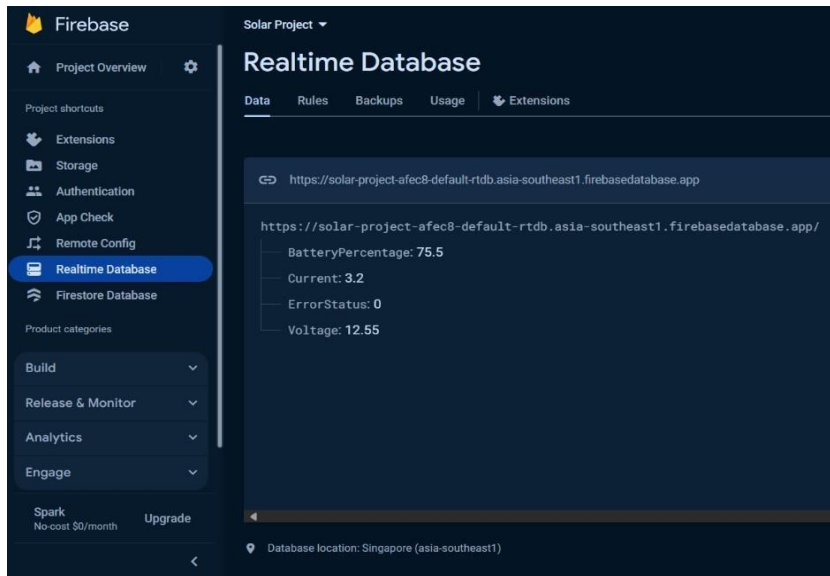 Firebase
Project Overview
Project shortcuts
Extensions
Storage
Authentication
App Check
Remote Config
Realtime Database
Firestore Database
Product categories
Build
Release & Monitor
Analytics
Engage
Spark
No-cost $0/month
Upgrade
Solar Project
Realtime Database
Data Rules Backups Usage Extensions
https://solar-project-afec8-default-rtdb.asia-southeast1.firebasedatabase.app
https://solar-project-afec8-default-rtdb.asia-southeast1.firebasedatabase.app/
BatteryPercentage: 75.5
Current: 3.2
ErrorStatus: 0
Voltage: 12.55
Database location: Singapore (asia-southeast1)